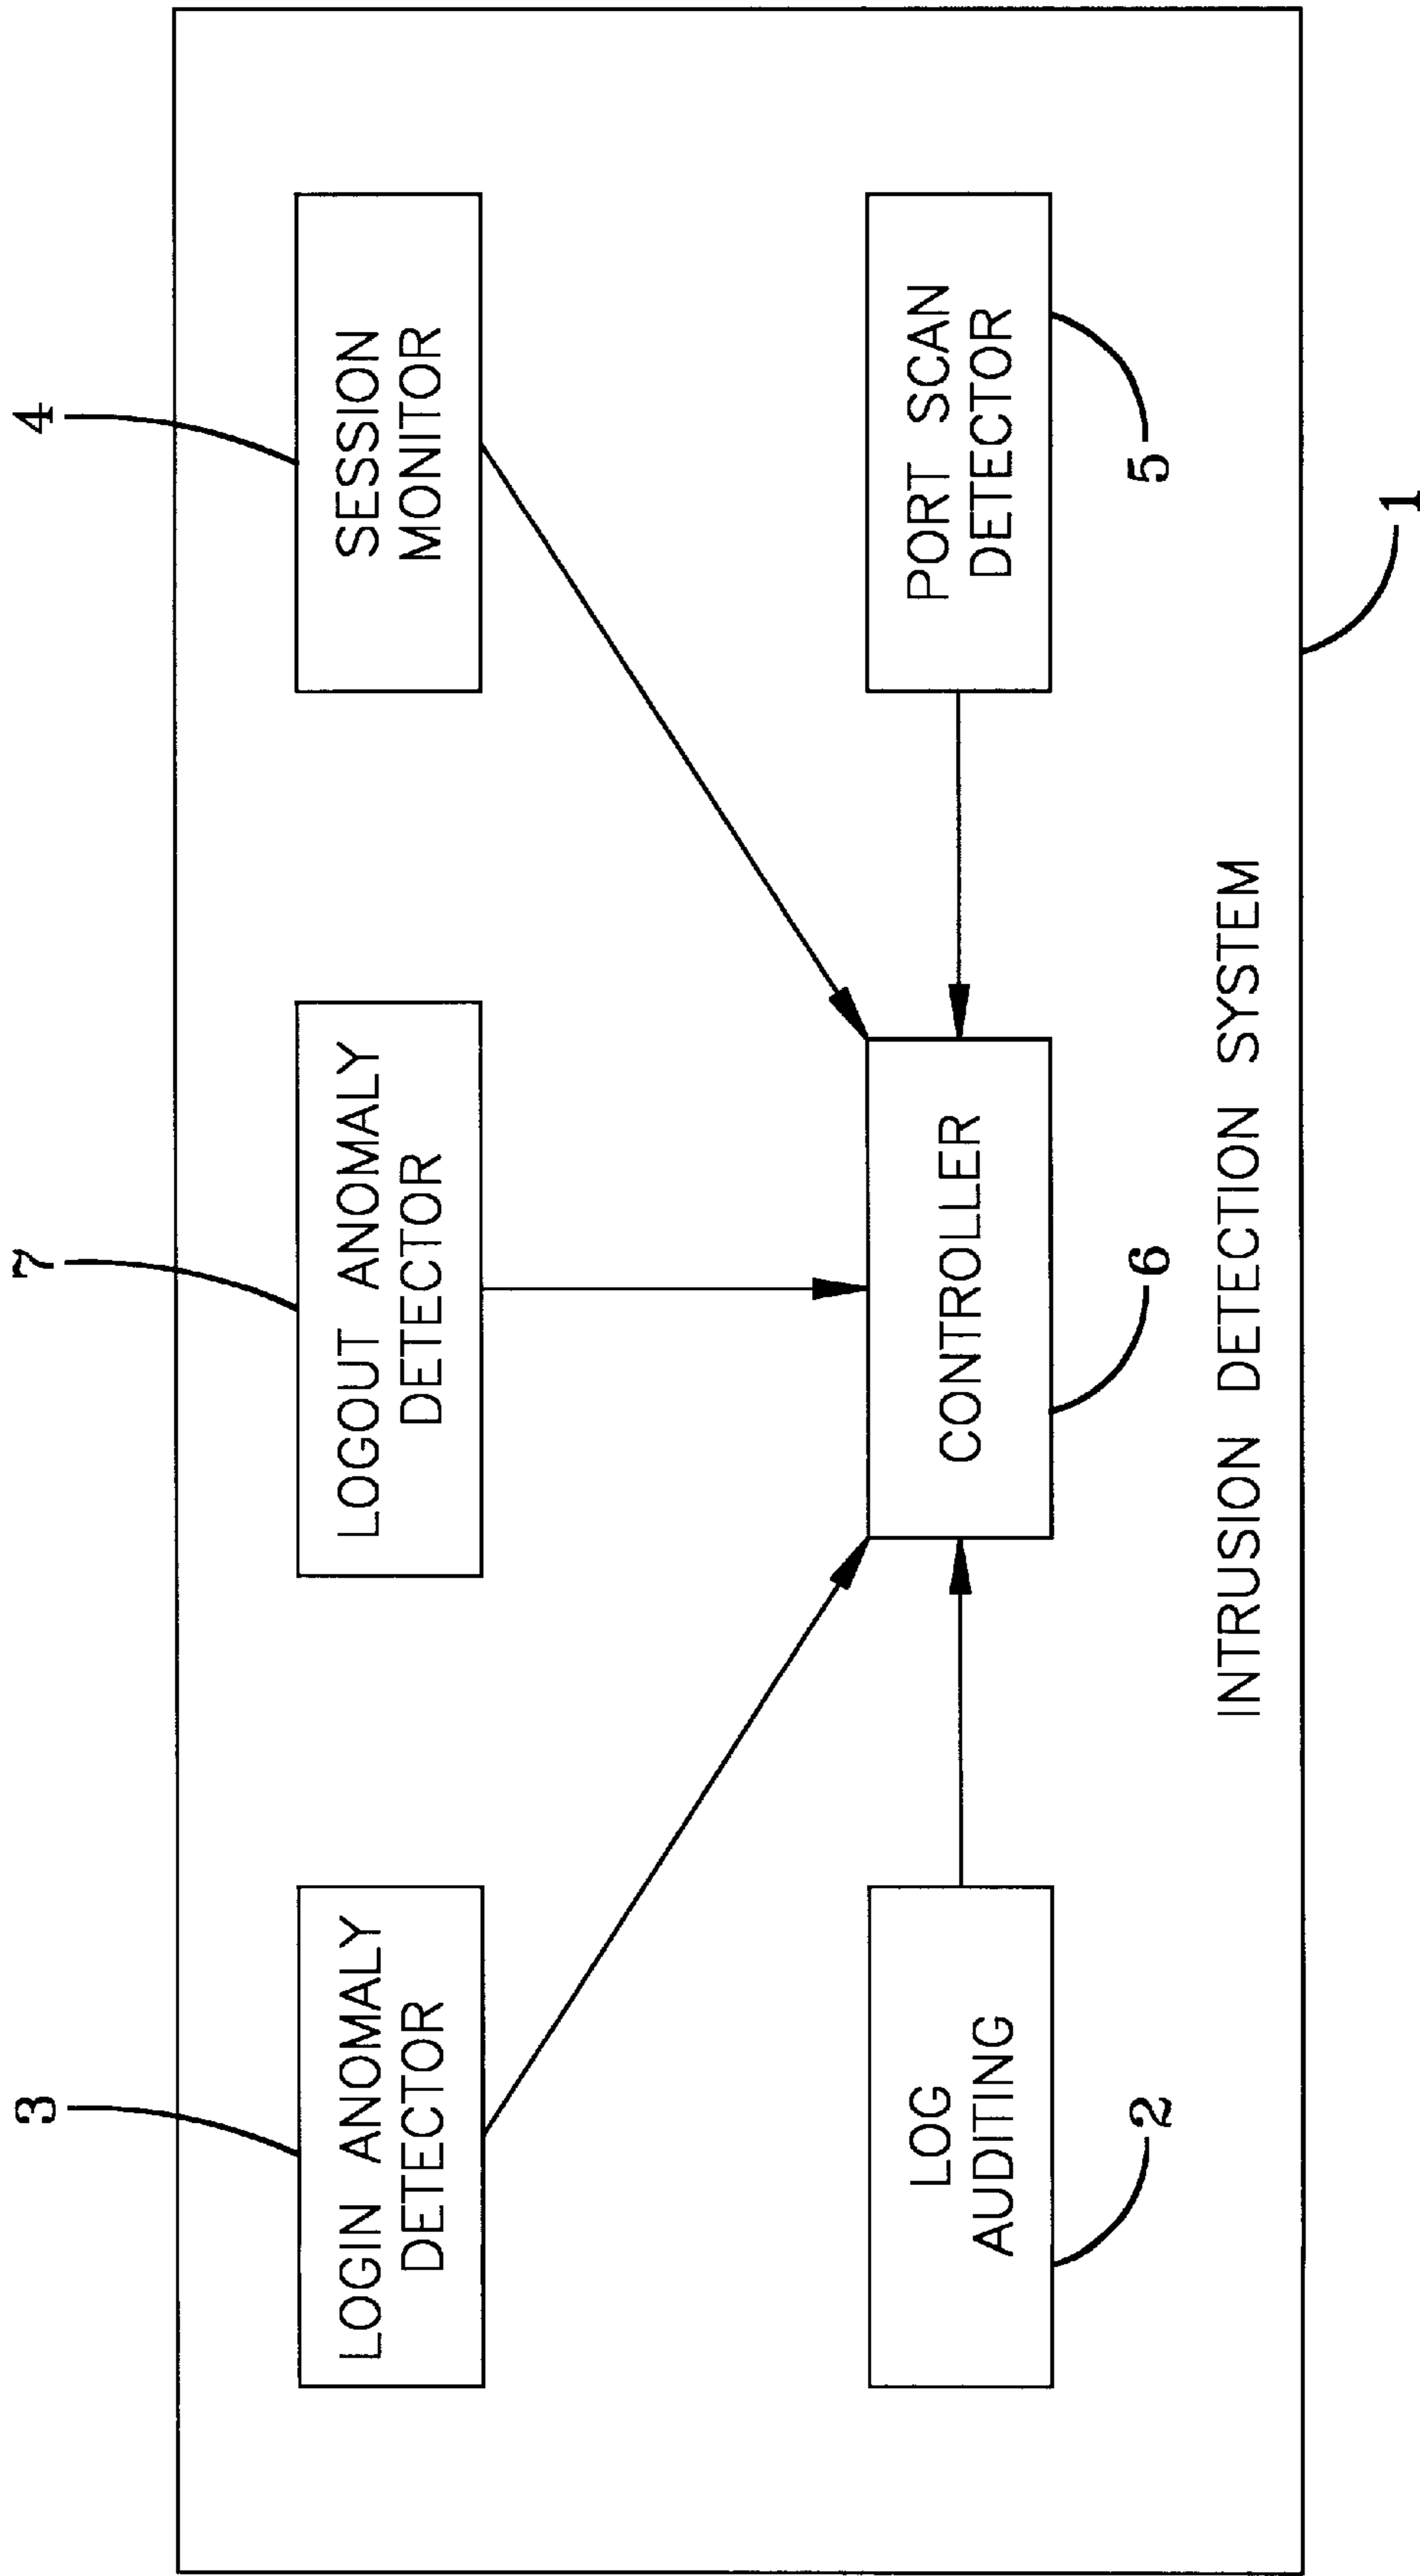 3
7
4
LOGIN ANOMALY
DETECTOR
LOGOUT ANOMALY
DETECTOR
SESSION
MONITOR
LOG
AUDITING
CONTROLLER
PORT SCAN
DETECTOR
2
6
5
INTRUSION DETECTION SYSTEM
1